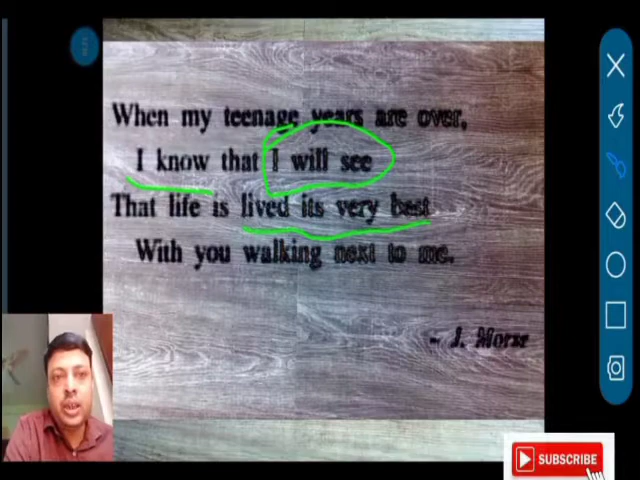 When my teenage years are over,
I know that I will see
That life is lived its very best
With you walking next to me.
- J. Morse
SUBSCRIBE